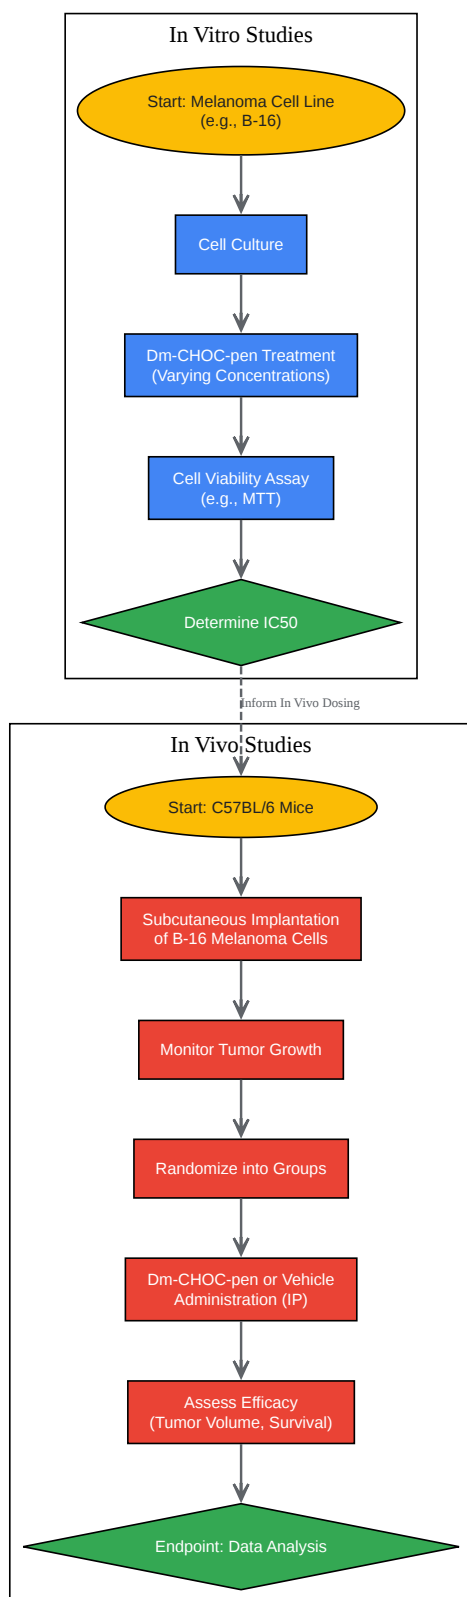 In Vitro Studies
Start: Melanoma Cell Line
(e.g., B-16)
Cell Culture
Dm-CHOC-pen Treatment
(Varying Concentrations)
Cell Viability Assay
(e.g., MTT)
Determine IC50
Inform In Vivo Dosing
In Vivo Studies
Start: C57BL/6 Mice
Subcutaneous Implantation
of B-16 Melanoma Cells
Monitor Tumor Growth
Randomize into Groups
Dm-CHOC-pen or Vehicle
Administration (IP)
Assess Efficacy
(Tumor Volume, Survival)
Endpoint: Data Analysis